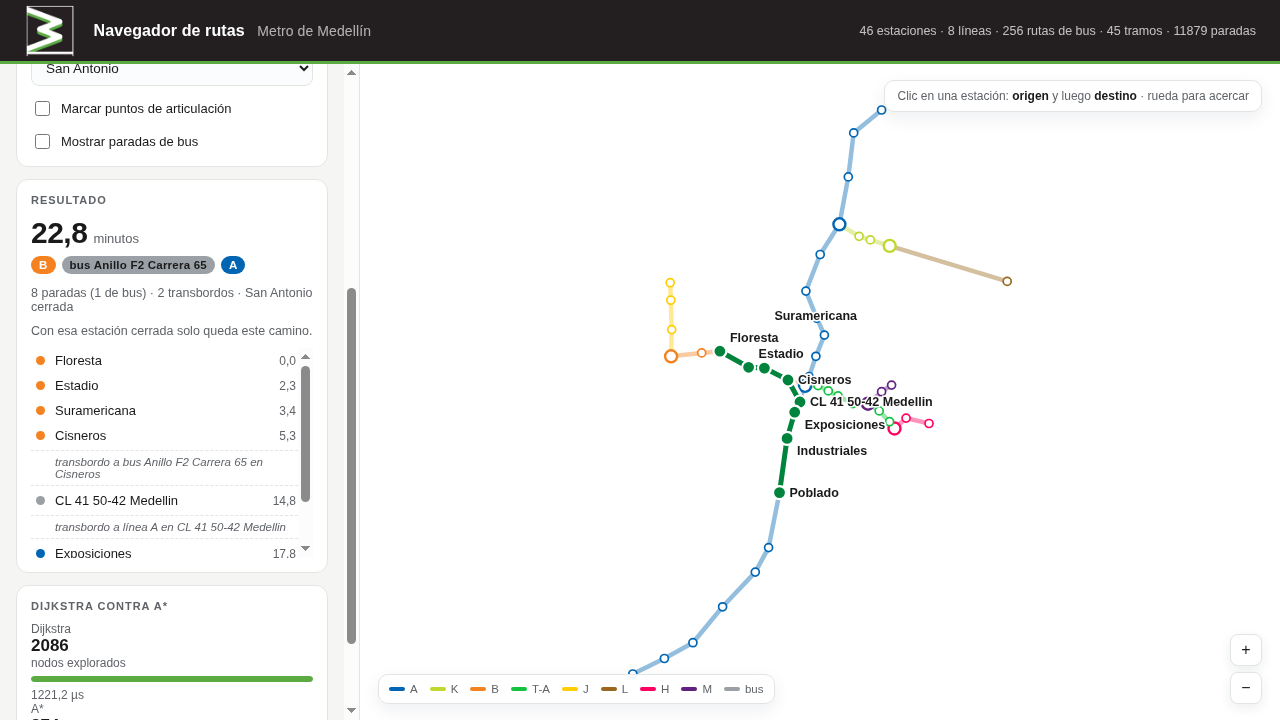 Navegador de rutas Metro de Medellín
46 estaciones · 8 líneas · 256 rutas de bus · 45 tramos · 11879 paradas
San Antonio
Marcar puntos de articulación
Mostrar paradas de bus
RESULTADO
22,8 minutos
B bus Anillo F2 Carrera 65 A
8 paradas (1 de bus) · 2 transbordos · San Antonio
cerrada
Con esa estación cerrada solo queda este camino.
Floresta 0,0
Estadio 2,3
Suramericana 3,4
Cisneros 5,3
transbordo a bus Anillo F2 Carrera 65 en
Cisneros
CL 41 50-42 Medellin 14,8
transbordo a línea A en CL 41 50-42 Medellin
Exposiciones 17,8
DIJKSTRA CONTRA A*
Dijkstra
2086
nodos explorados
1221,2 µs
A*
Clic en una estación: origen y luego destino · rueda para acercar
Suramericana
Floresta
Estadio
Cisneros
CL 41 50-42 Medellin
Exposiciones
Industriales
Poblado
A K B T-A J L H M bus
+
−